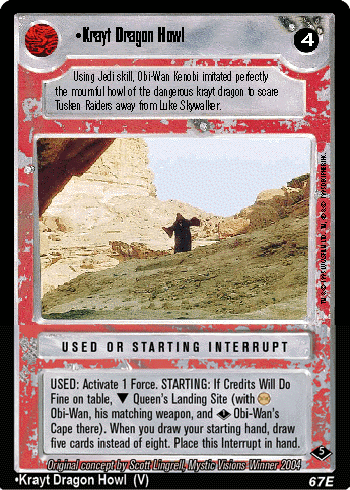 •Krayt Dragon Howl
4
Using Jedi skill, Obi-Wan Kenobi imitated perfectly
the mournful howl of the dangerous krayt dragon to scare
Tusken Raiders away from Luke Skywalker.
USED OR STARTING INTERRUPT
USED: Activate 1 Force. STARTING: If Credits Will Do
Fine on table, ▼ Queen's Landing Site (with
Obi-Wan, his matching weapon, and Obi-Wan's
Cape there). When you draw your starting hand, draw
five cards instead of eight. Place this Interrupt in hand.
5
Original concept by Scott Lingrell, Mystic Visions Winner 2004
•Krayt Dragon Howl (V)
67E